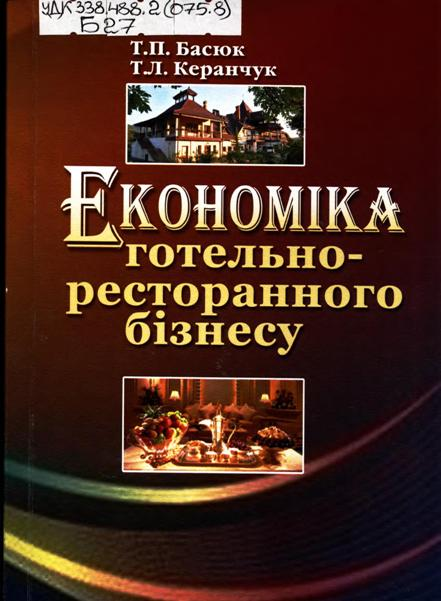 УДК 338.488.2(075.8)
Б27
Т.П. Басюк
Т.Л. Керанчук
Економіка
готельно-
ресторанного
бізнесу